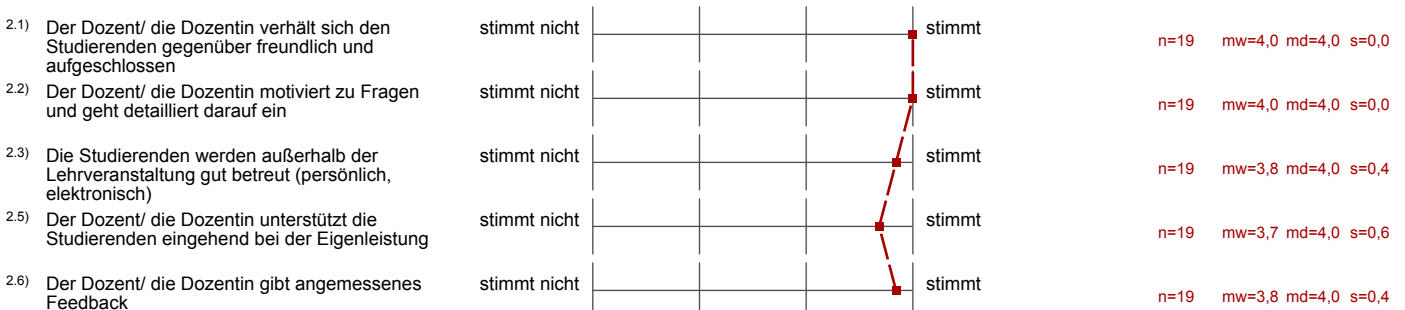 2.1) Der Dozent/ die Dozentin verhält sich den stimmt nicht stimmt
Studierenden gegenüber freundlich und n=19 mw=4,0 md=4,0 s=0,0
aufgeschlossen
2.2) Der Dozent/ die Dozentin motiviert zu Fragen stimmt nicht stimmt
und geht detailliert darauf ein n=19 mw=4,0 md=4,0 s=0,0
2.3) Die Studierenden werden außerhalb der stimmt nicht stimmt
Lehrveranstaltung gut betreut (persönlich, n=19 mw=3,8 md=4,0 s=0,4
elektronisch)
2.5) Der Dozent/ die Dozentin unterstützt die stimmt nicht stimmt
Studierenden eingehend bei der Eigenleistung n=19 mw=3,7 md=4,0 s=0,6
2.6) Der Dozent/ die Dozentin gibt angemessenes stimmt nicht stimmt
Feedback n=19 mw=3,8 md=4,0 s=0,4